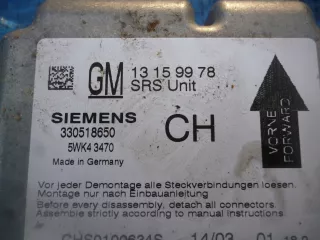 GM 13 15 99 78
SRS Unit
SIEMENS
330518650
5WK4 3470
CH
Made in Germany
VORNE
FORWARD
Vor jeder Demontage alle Steckverbindungen loesen.
Montage nur nach Einbauanleitung
Before every disassembly, detach all connectors
Assemble strictly according to manual instructions
14/03 01